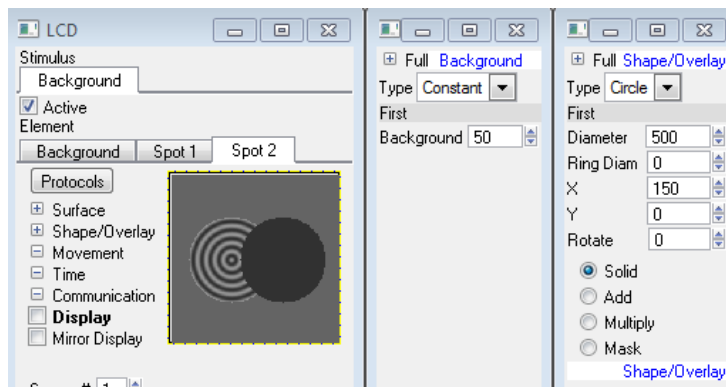 LCD
Stimulus
Background
Active
Element
Background Spot 1 Spot 2
Protocols
Surface
Shape/Overlay
Movement
Time
Communication
Display
Mirror Display
Full Background
Type Constant
First
Background 50
Full Shape/Overlay
Type Circle
First
Diameter 500
Ring Diam 0
X 150
Y 0
Rotate 0
Solid
Add
Multiply
Mask
Shape/Overlay